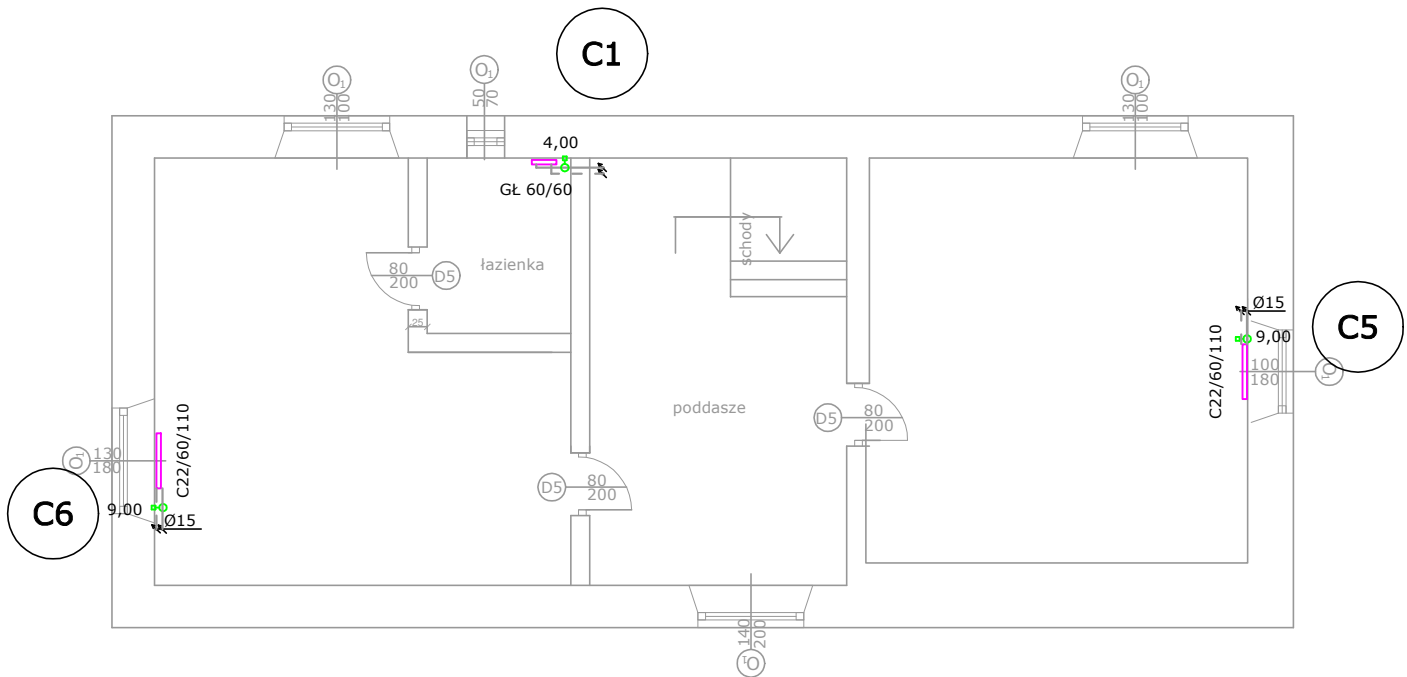 C1
O1
130
100
O1
50
70
O1
130
100
4,00
GŁ 60/60
schody
łazienka
80
200
D5
25
Ø15
C5
9,00
C22/60/110
100
180
O1
poddasze
D5
80
200
C22/60/110
O1
130
180
C6
9,00
Ø15
D5
80
200
140
200
O1